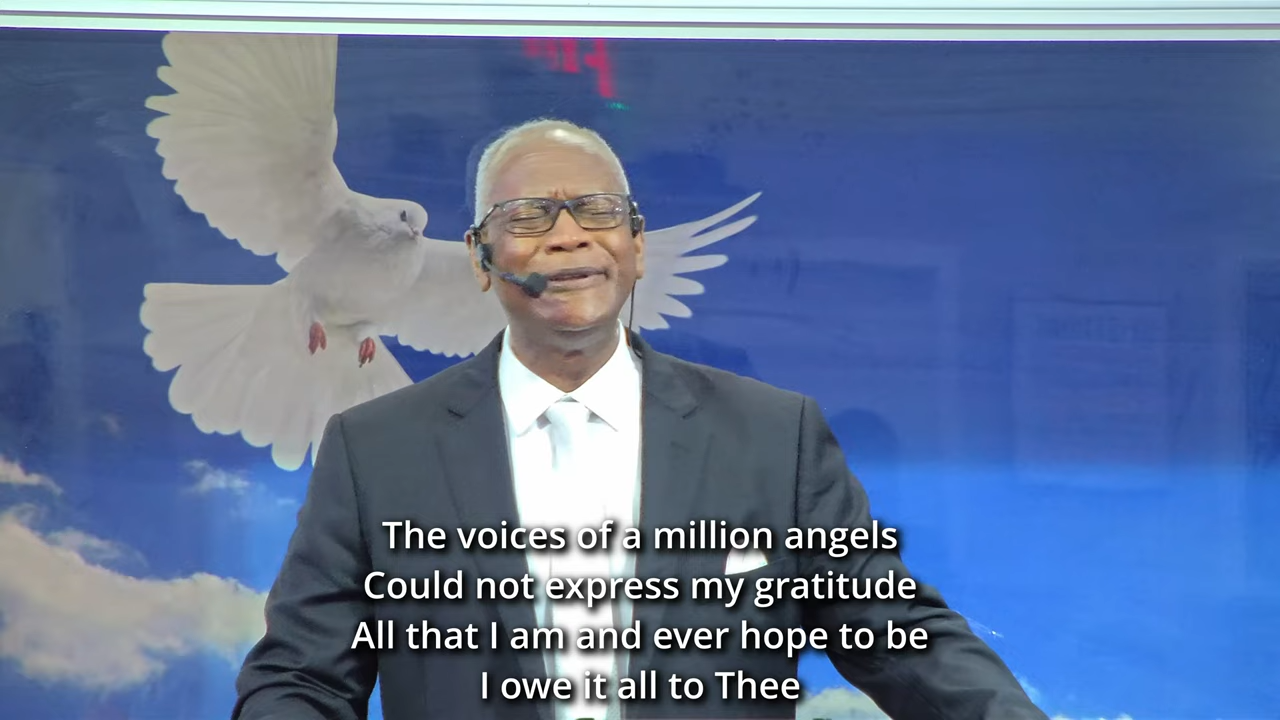 The voices of a million angels
Could not express my gratitude
All that I am and ever hope to be
I owe it all to Thee